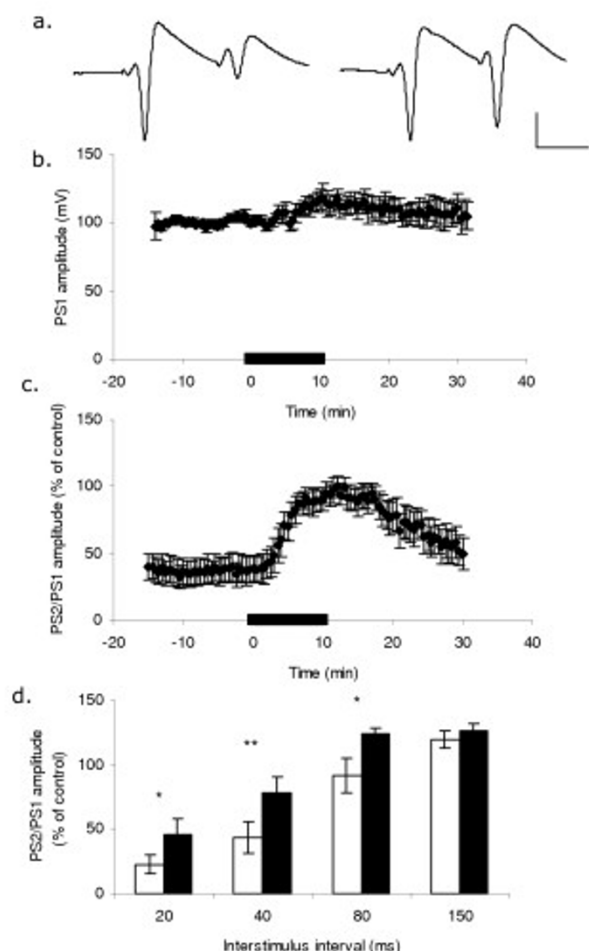 a.
b.
150
100
50
0
PS1 amplitude (mV)
-20 -10 0 10 20 30 40
Time (min)
c.
150
100
50
0
PS2/PS1 amplitude (% of control)
-20 -10 0 10 20 30 40
Time (min)
d.
150
100
50
0
PS2/PS1 amplitude
(% of control)
* ** *
20 40 80 150
Interstimulus interval (ms)